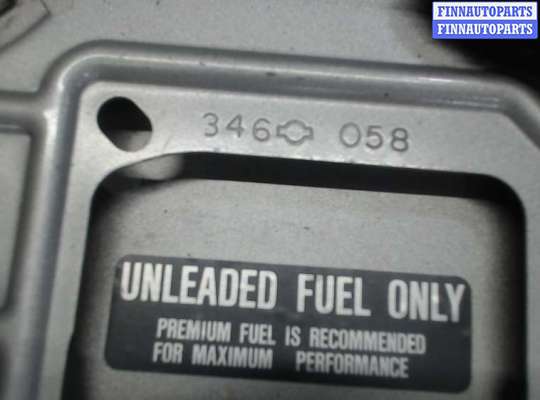 FINNAUTOPARTS
FINNAUTOPARTS
346 058
UNLEADED FUEL ONLY
PREMIUM FUEL IS RECOMMENDED
FOR MAXIMUM PERFORMANCE